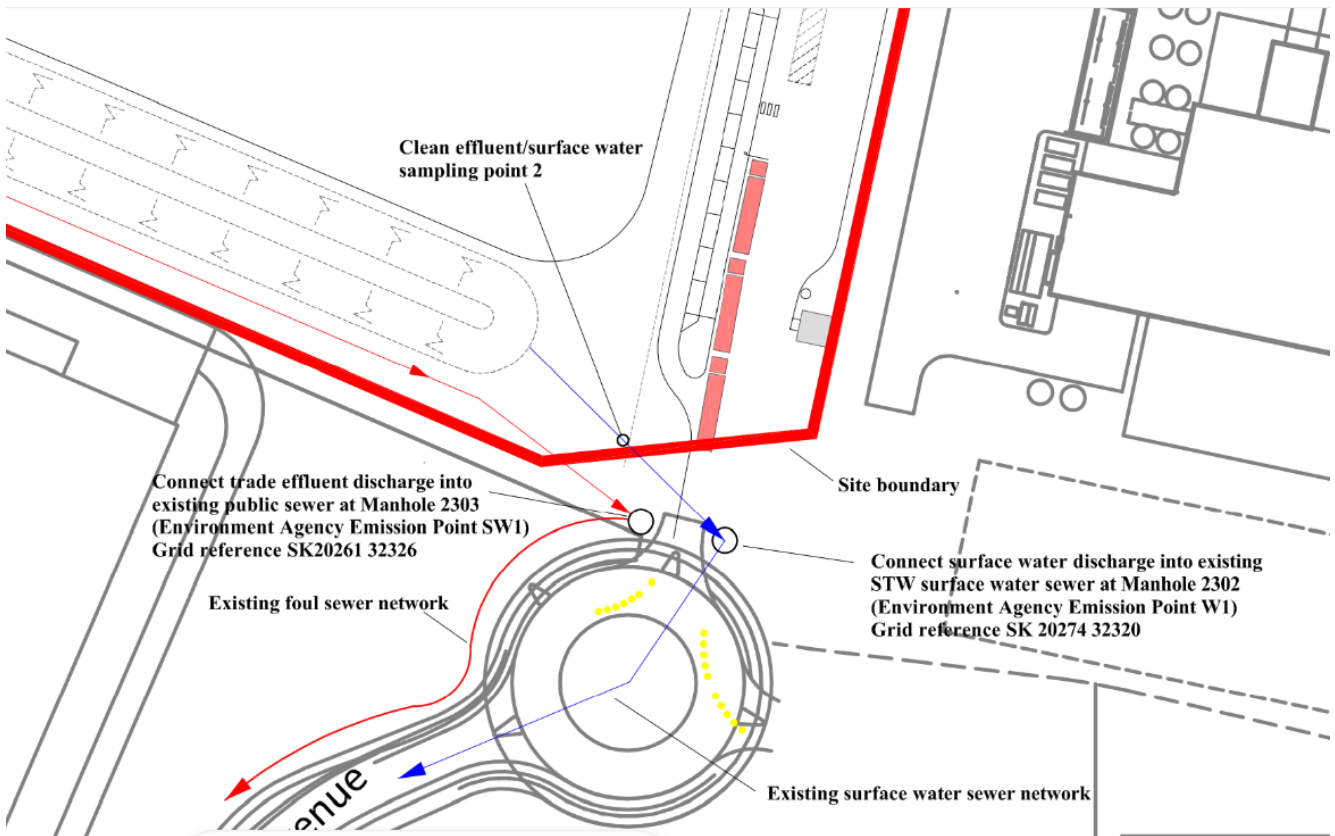 Clean effluent/surface water
sampling point 2
Site boundary
Connect trade effluent discharge into
existing public sewer at Manhole 2303
(Environment Agency Emission Point SW1)
Grid reference SK20261 32326
Connect surface water discharge into existing
STW surface water sewer at Manhole 2302
(Environment Agency Emission Point W1)
Grid reference SK 20274 32320
Existing foul sewer network
Existing surface water sewer network
enue